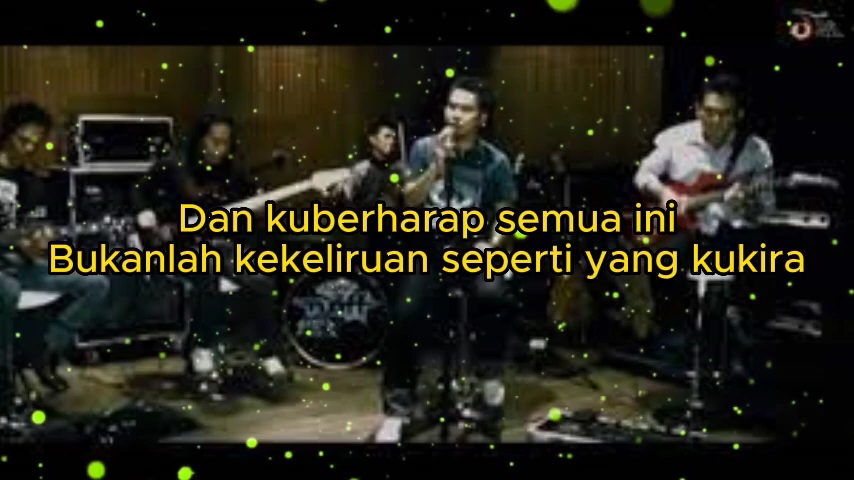 Dan kuberharap semua ini
Bukanlah kekeliruan seperti yang kukira